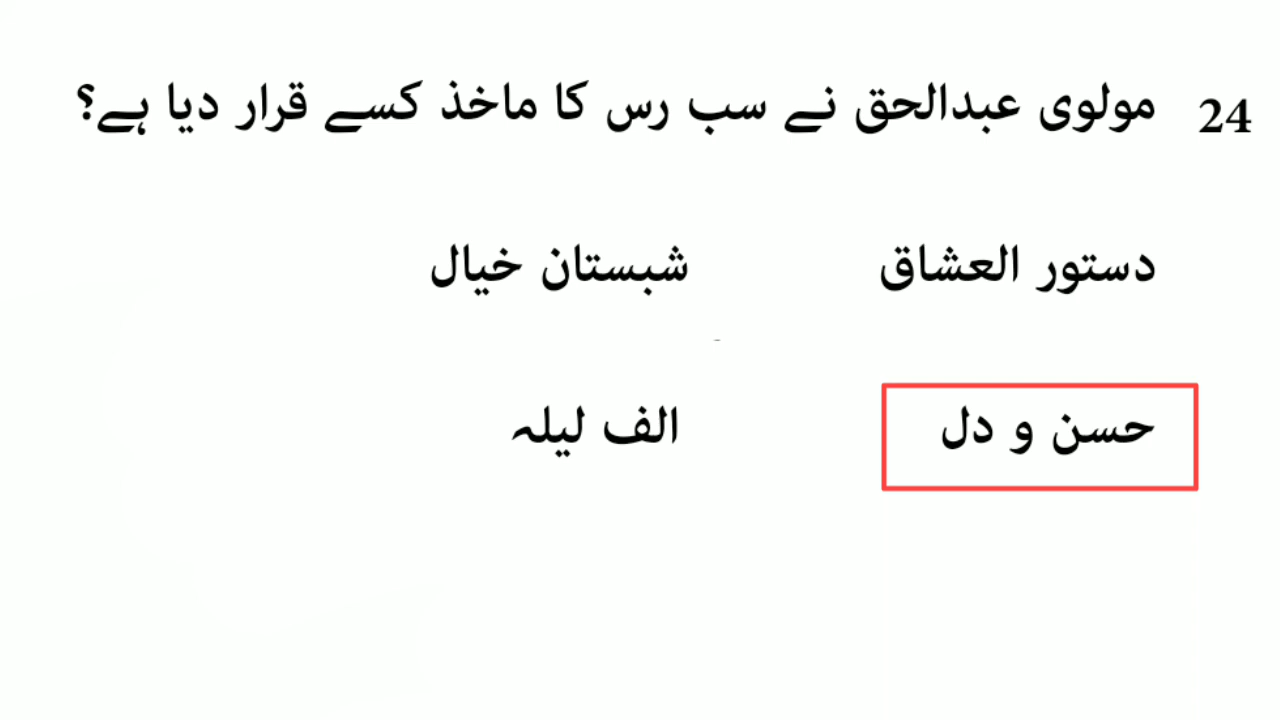 24 مولوی عبدالحق نے سب رس کا ماخذ کسے قرار دیا ہے؟
دستور العشاق شبستان خیال
حسن و دل الف لیلہ